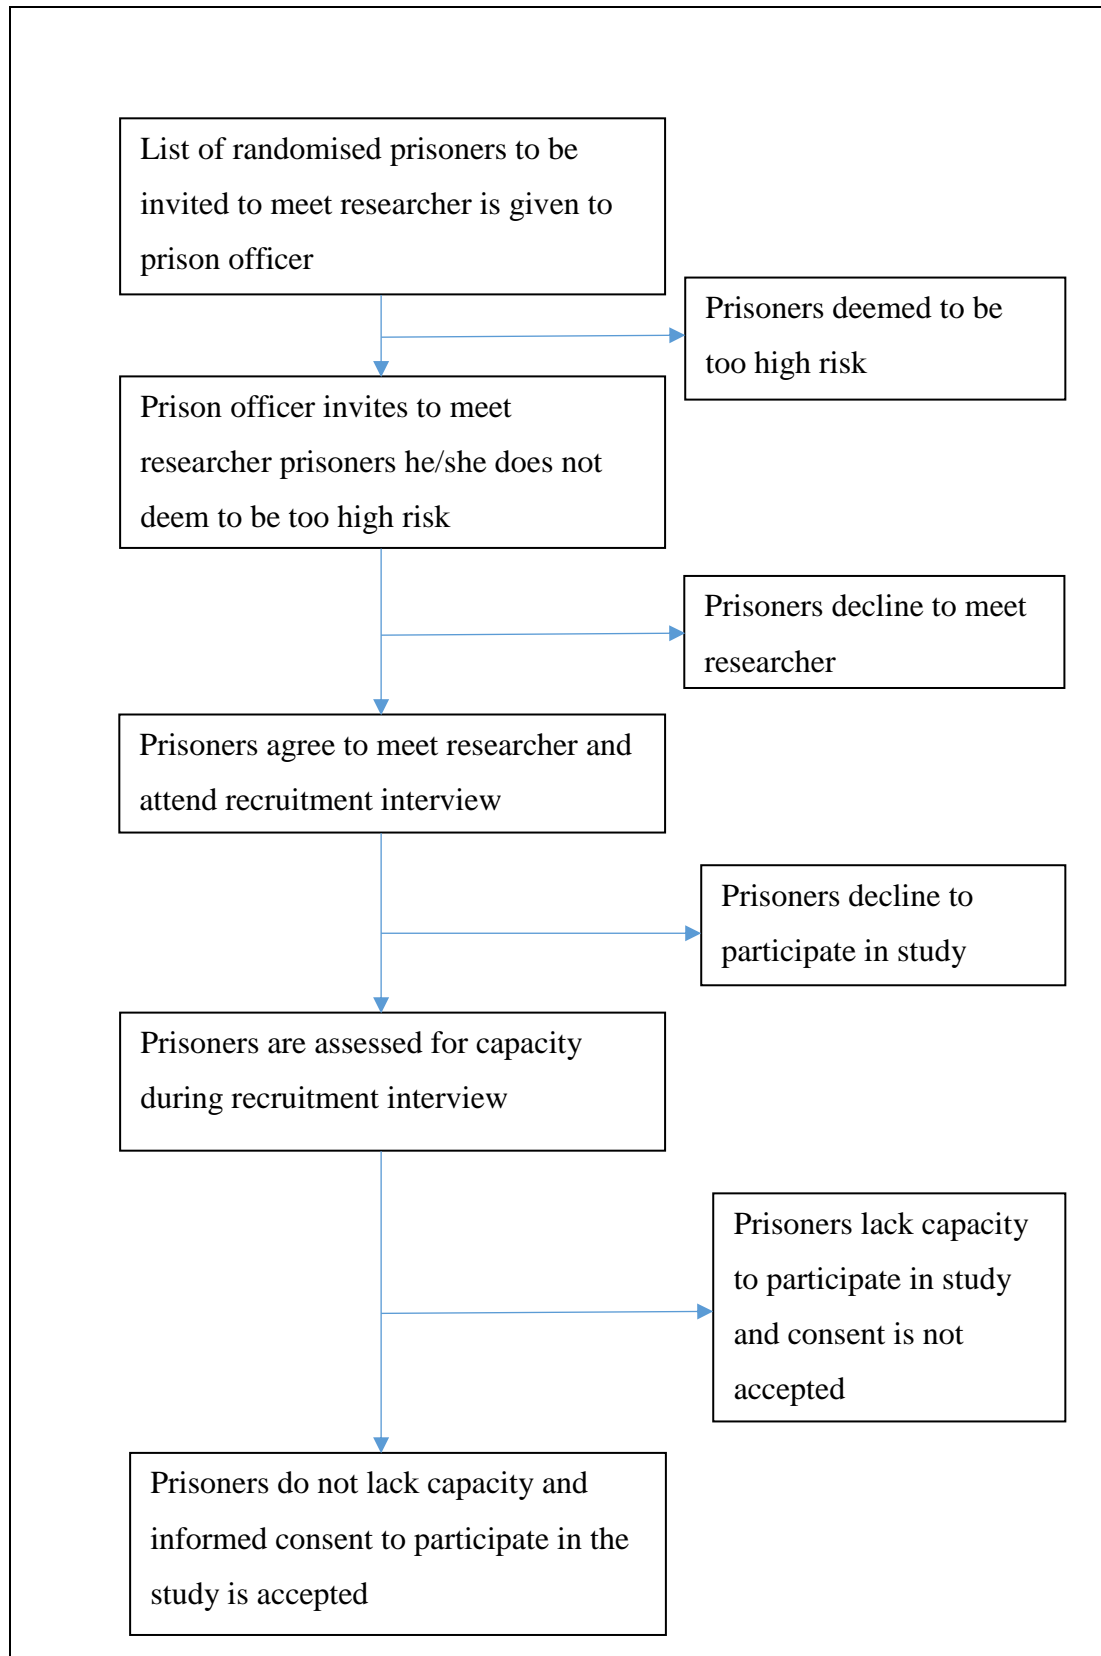 List of randomised prisoners to be
invited to meet researcher is given to
prison officer
Prisoners deemed to be
too high risk
Prison officer invites to meet
researcher prisoners he/she does not
deem to be too high risk
Prisoners decline to meet
researcher
Prisoners agree to meet researcher and
attend recruitment interview
Prisoners decline to
participate in study
Prisoners are assessed for capacity
during recruitment interview
Prisoners lack capacity
to participate in study
and consent is not
accepted
Prisoners do not lack capacity and
informed consent to participate in the
study is accepted